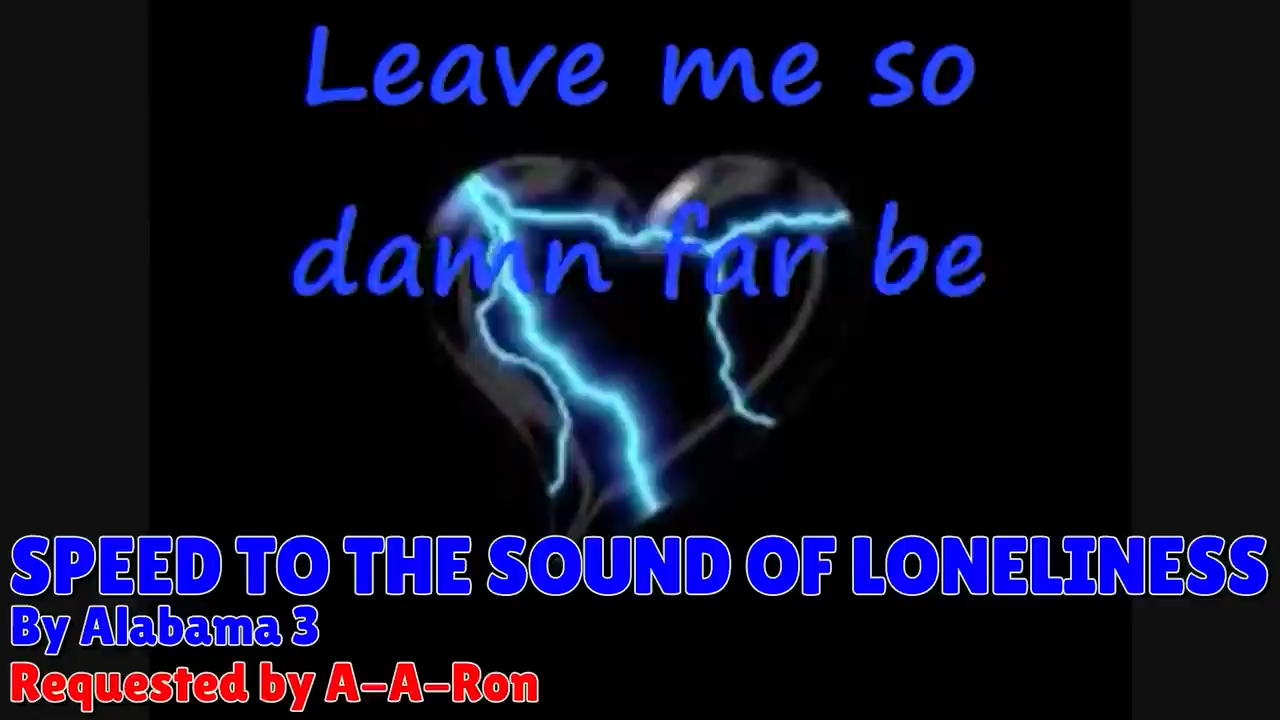 Leave me so
damn far be
SPEED TO THE SOUND OF LONELINESS
By Alabama 3
Requested by A-A-Ron